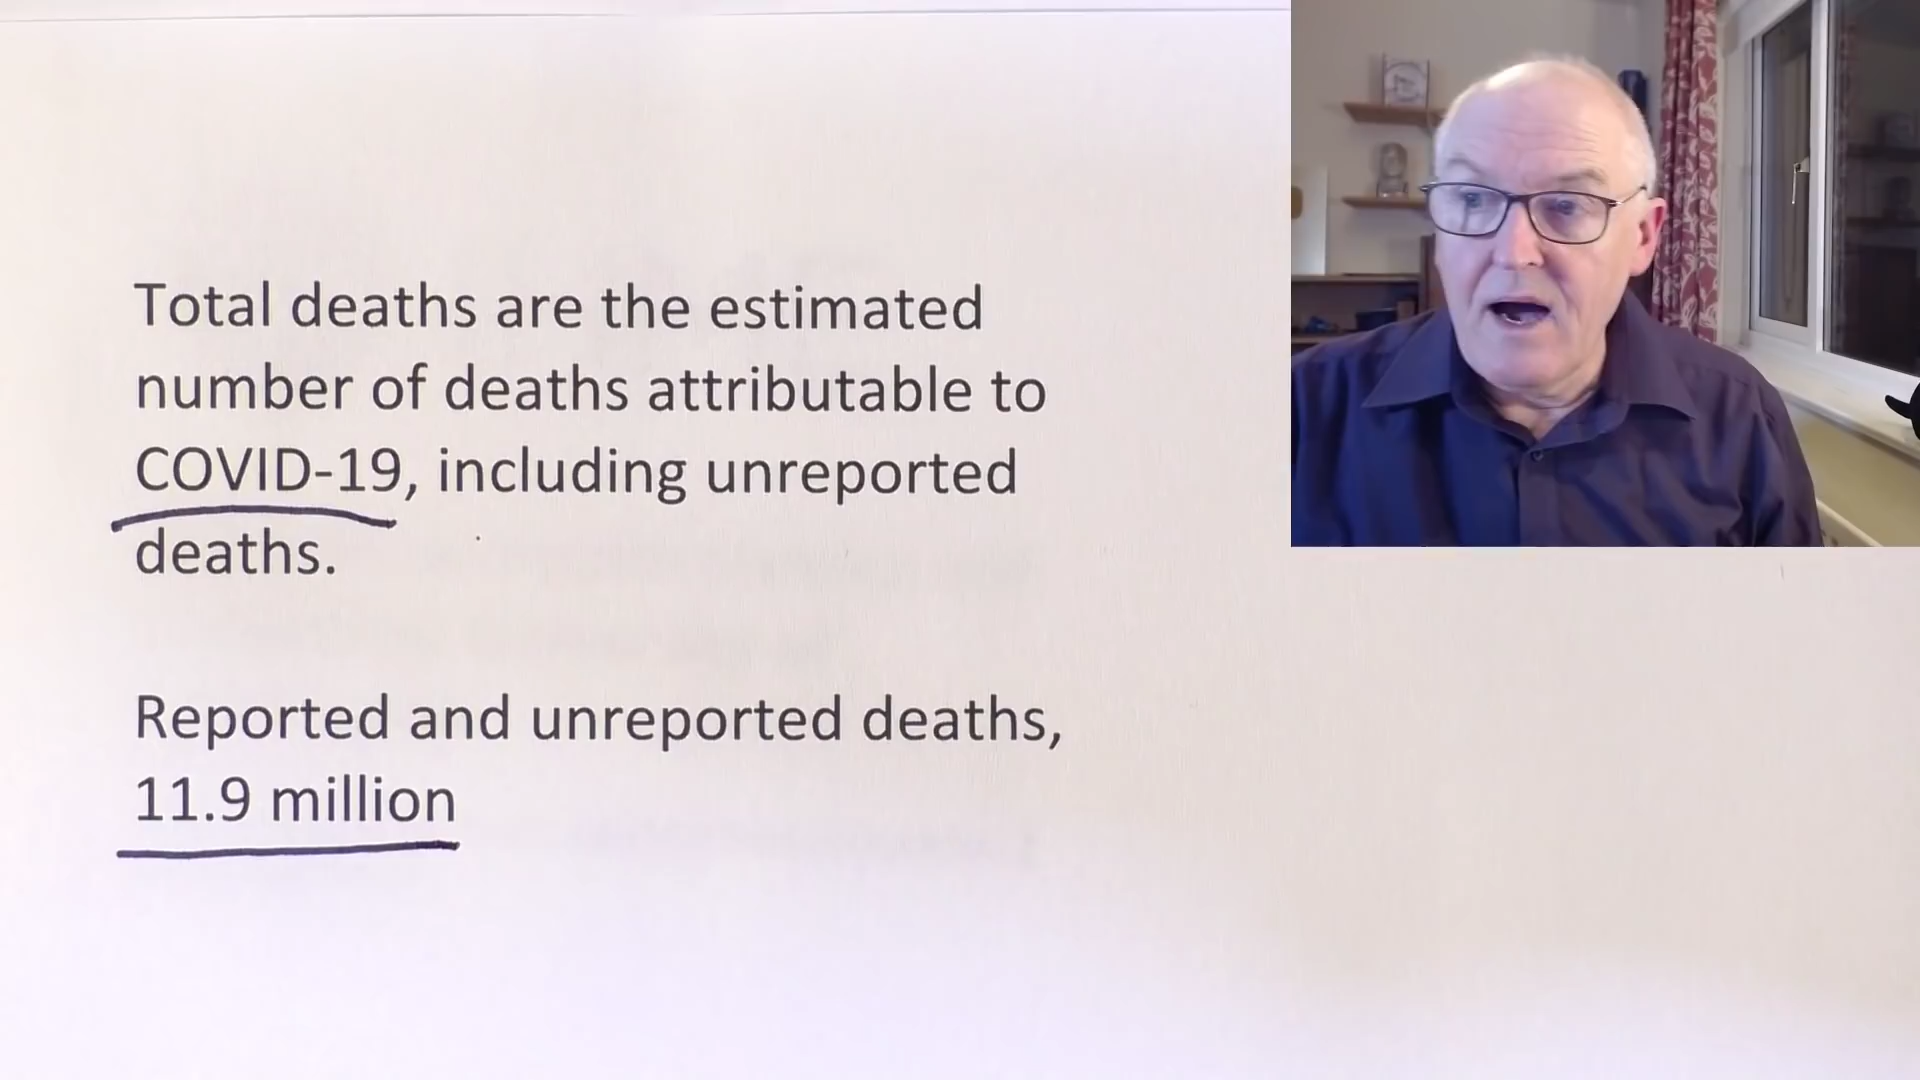 Total deaths are the estimated
number of deaths attributable to
COVID-19, including unreported
deaths.
Reported and unreported deaths,
11.9 million